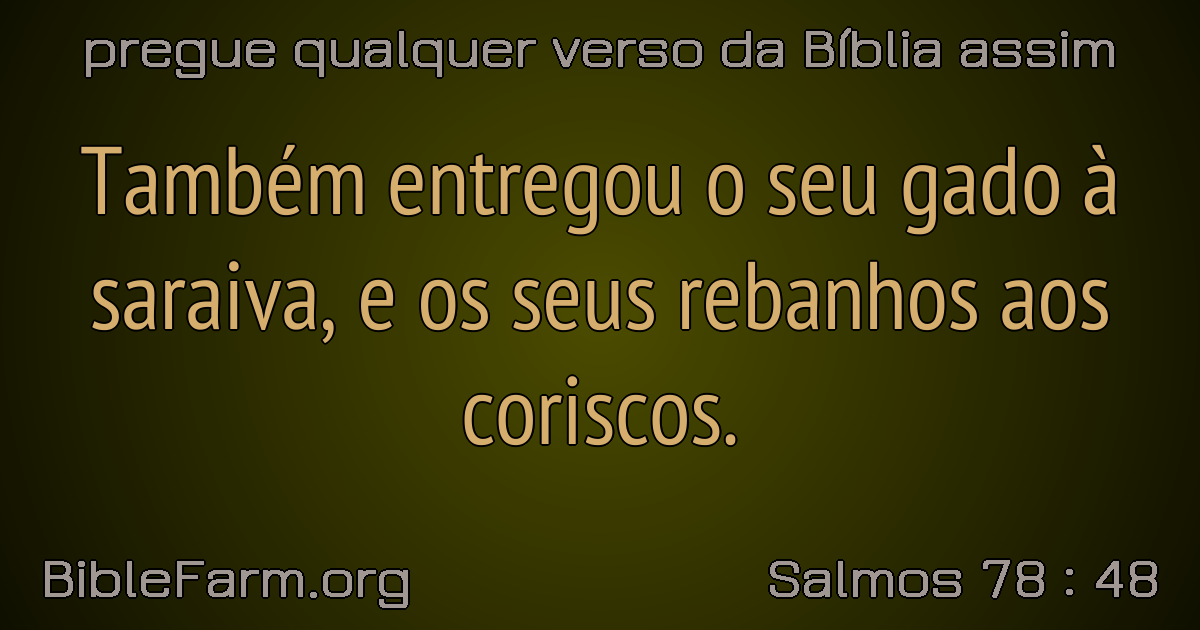 pregue qualquer verso da Bíblia assim
Também entregou o seu gado à
saraiva, e os seus rebanhos aos
coriscos.
BibleFarm.org
Salmos 78 : 48